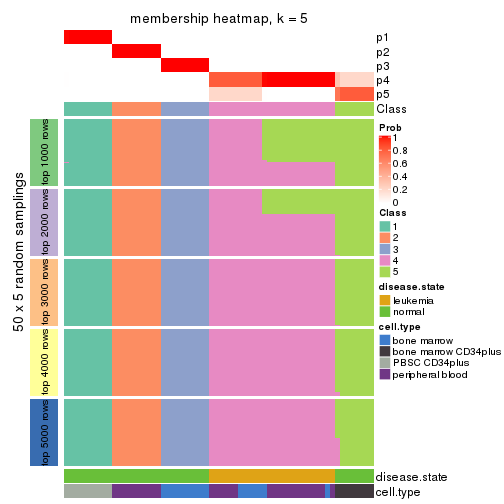 membership heatmap, k = 5
p1
p2
p3
p4
p5
Class
50 x 5 random samplings
top 1000 rows
top 2000 rows
top 3000 rows
top 4000 rows
top 5000 rows
Prob
1
0.8
0.6
0.4
0.2
0
Class
1
2
3
4
5
disease.state
leukemia
normal
cell.type
bone marrow
bone marrow CD34plus
PBSC CD34plus
peripheral blood
disease.state
cell.type